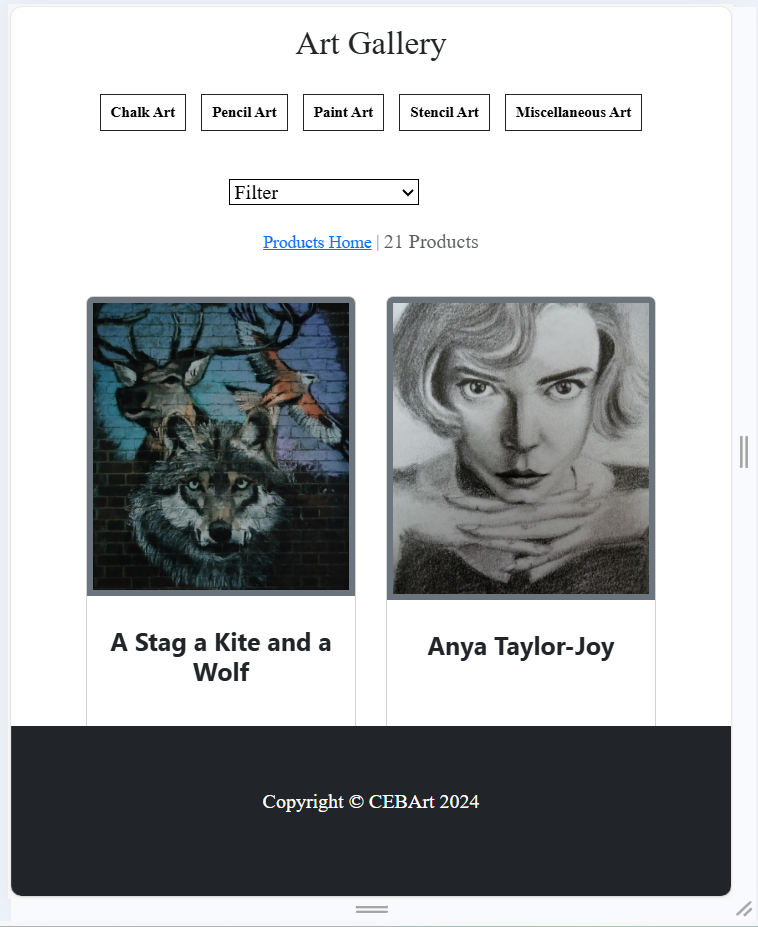 Art Gallery
Chalk Art Pencil Art Paint Art Stencil Art Miscellaneous Art
Filter
Products Home | 21 Products
A Stag a Kite and a
Wolf
Anya Taylor-Joy
Copyright © CEBArt 2024